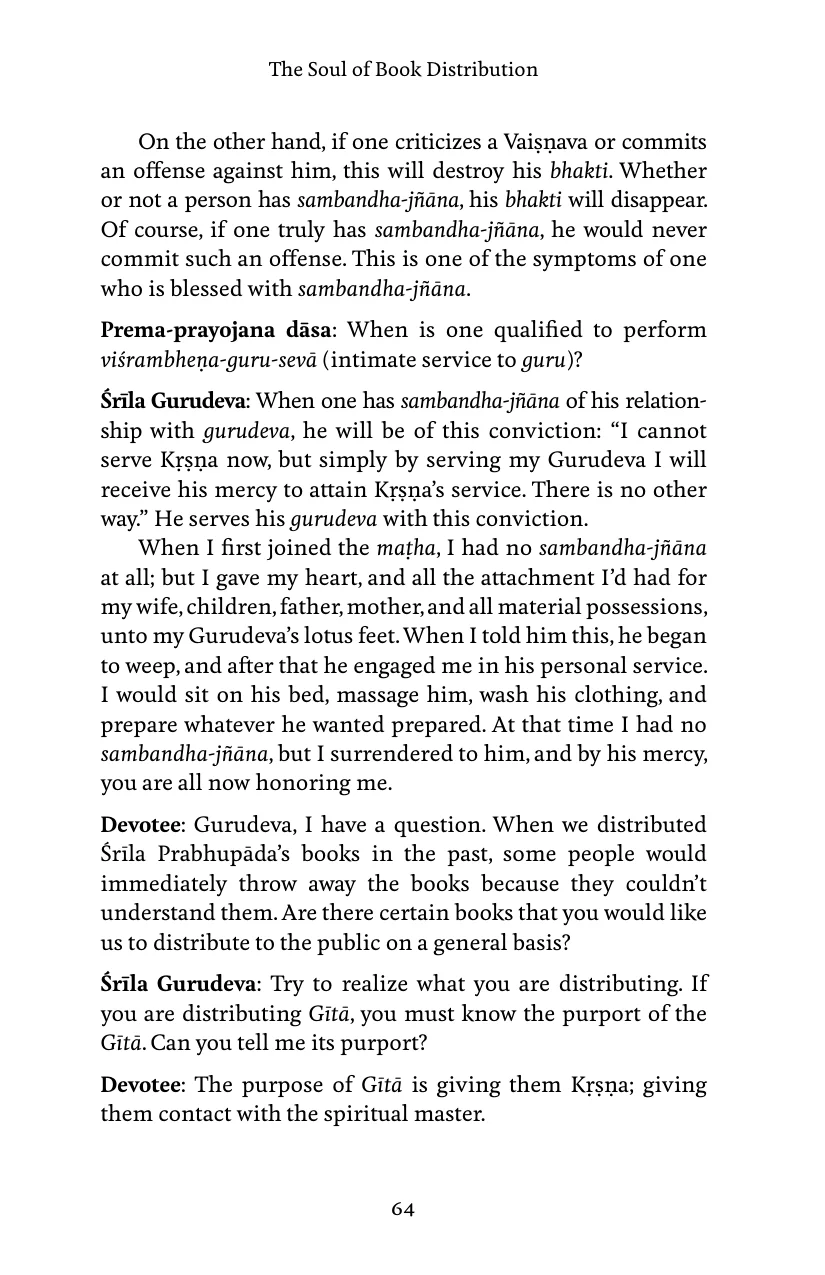 The Soul of Book Distribution
On the other hand, if one criticizes a Vaiṣṇava or commits
an offense against him, this will destroy his bhakti. Whether
or not a person has sambandha-jñāna, his bhakti will disappear.
Of course, if one truly has sambandha-jñāna, he would never
commit such an offense. This is one of the symptoms of one
who is blessed with sambandha-jñāna.
Prema-prayojana dāsa: When is one qualified to perform
viśrambheṇa-guru-sevā (intimate service to guru)?
Śrīla Gurudeva: When one has sambandha-jñāna of his relation-
ship with gurudeva, he will be of this conviction: “I cannot
serve Kṛṣṇa now, but simply by serving my Gurudeva I will
receive his mercy to attain Kṛṣṇa’s service. There is no other
way.” He serves his gurudeva with this conviction.
When I first joined the maṭha, I had no sambandha-jñāna
at all; but I gave my heart, and all the attachment I’d had for
my wife, children, father, mother, and all material possessions,
unto my Gurudeva’s lotus feet. When I told him this, he began
to weep, and after that he engaged me in his personal service.
I would sit on his bed, massage him, wash his clothing, and
prepare whatever he wanted prepared. At that time I had no
sambandha-jñāna, but I surrendered to him, and by his mercy,
you are all now honoring me.
Devotee: Gurudeva, I have a question. When we distributed
Śrīla Prabhupāda’s books in the past, some people would
immediately throw away the books because they couldn’t
understand them. Are there certain books that you would like
us to distribute to the public on a general basis?
Śrīla Gurudeva: Try to realize what you are distributing. If
you are distributing Gītā, you must know the purport of the
Gītā. Can you tell me its purport?
Devotee: The purpose of Gītā is giving them Kṛṣṇa; giving
them contact with the spiritual master.
64